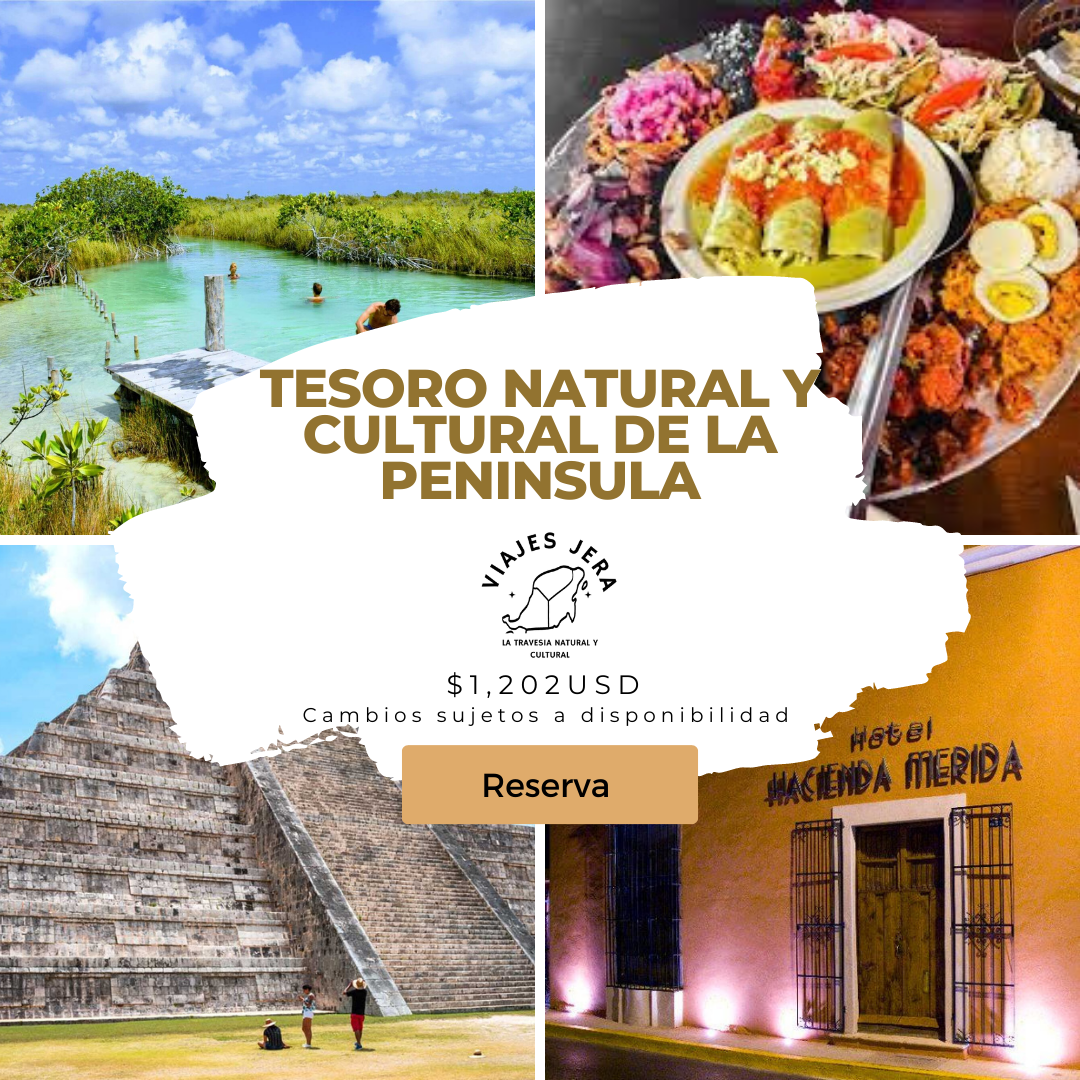 TESORO NATURAL Y
CULTURAL DE LA
PENINSULA
VIAJES JERA
LA TRAVESIA NATURAL Y
CULTURAL
$1,202USD
Cambios sujetos a disponibilidad
Reserva
Hotel
HACIENDA MERIDA